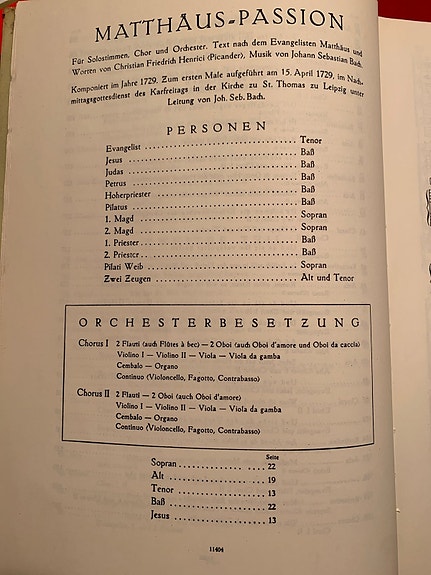 MATTHÄUS-PASSION
Für Solostimmen, Chor und Orchester. Text nach dem Evangelisten Matthäus und
Worten von Christian Friedrich Henrici (Picander), Musik von Johann Sebastian Bach.
Komponiert im Jahre 1729. Zum ersten Male aufgeführt am 15. April 1729, im Nach-
mittagsgottesdienst des Karfreitags in der Kirche zu St. Thomas zu Leipzig unter
Leitung von Joh. Seb. Bach.
PERSONEN
Evangelist . . . . . . . . . . . . . . . . . . . . . . . . Tenor
Jesus . . . . . . . . . . . . . . . . . . . . . . . . Baß
Judas . . . . . . . . . . . . . . . . . . . . . . . . Baß
Petrus . . . . . . . . . . . . . . . . . . . . . . . . Baß
Hoherpriester . . . . . . . . . . . . . . . . . . . . . . . . Baß
Pilatus . . . . . . . . . . . . . . . . . . . . . . . . Baß
1. Magd . . . . . . . . . . . . . . . . . . . . . . . . Sopran
2. Magd . . . . . . . . . . . . . . . . . . . . . . . . Sopran
1. Priester . . . . . . . . . . . . . . . . . . . . . . . . Baß
2. Priester . . . . . . . . . . . . . . . . . . . . . . . . Baß
Pilati Weib . . . . . . . . . . . . . . . . . . . . . . . . Sopran
Zwei Zeugen . . . . . . . . . . . . . . . . . . . . . . . . Alt und Tenor
ORCHESTERBESETZUNG
Chorus I 2 Flauti (auch Flûtes à bec) — 2 Oboi (auch Oboi d'amore und Oboi da caccia)
Violino I — Violino II — Viola — Viola da gamba
Cembalo — Organo
Continuo (Violoncello, Fagotto, Contrabasso)
Chorus II 2 Flauti — 2 Oboi (auch Oboi d'amore)
Violino I — Violino II — Viola — Viola da gamba
Cembalo — Organo
Continuo (Violoncello, Fagotto, Contrabasso)
Seite
Sopran . . . . . . . . . . . . . . . . 22
Alt . . . . . . . . . . . . . . . . 19
Tenor . . . . . . . . . . . . . . . . 13
Baß . . . . . . . . . . . . . . . . 22
Jesus . . . . . . . . . . . . . . . . 13
11404